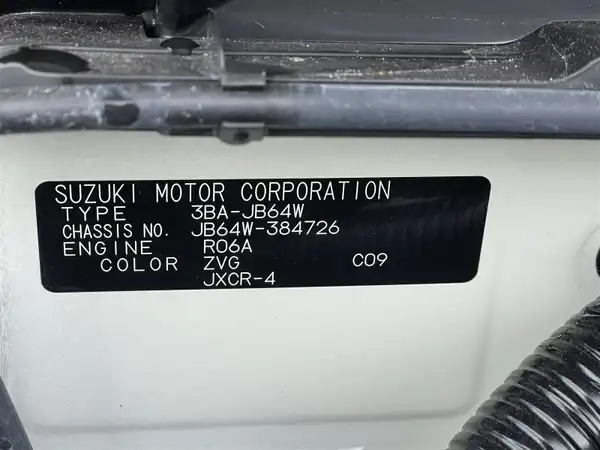 SUZUKI MOTOR CORPORATION
TYPE 3BA-JB64W
CHASSIS NO. JB64W-384726
ENGINE R06A
COLOR ZVG C09
JXCR-4